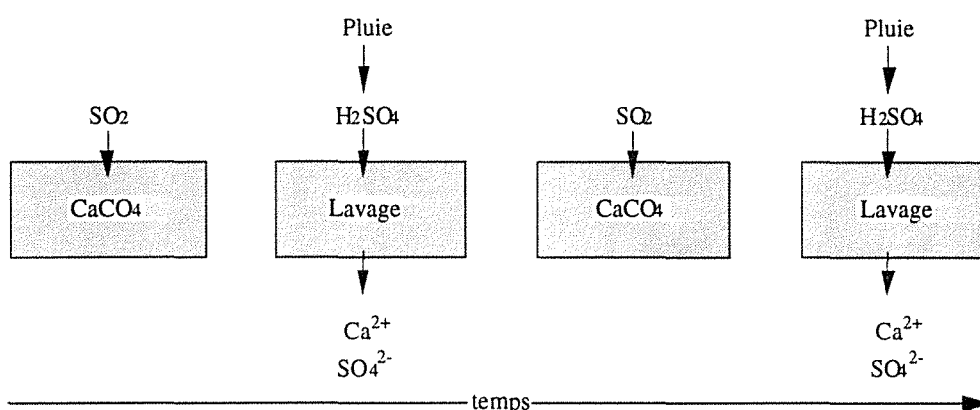 Pluie
Pluie
SO2
H2SO4
SO2
H2SO4
CaCO4
Lavage
CaCO4
Lavage
Ca2+
Ca2+
SO42-
SO42-
temps